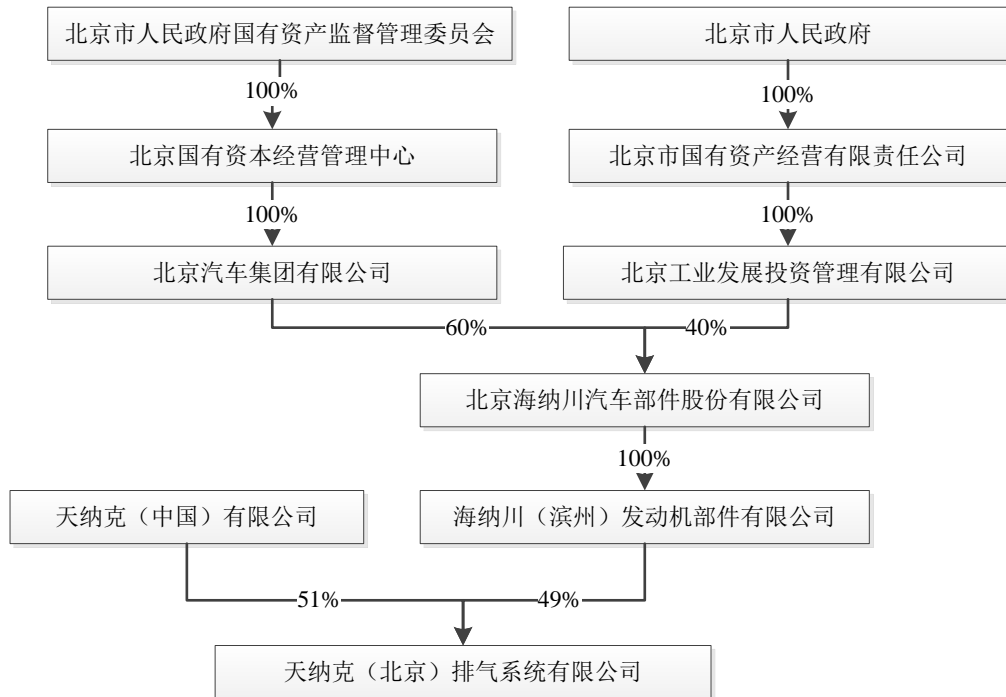 北京市人民政府国有资产监督管理委员会
北京市人民政府
100%
100%
北京国有资本经营管理中心
北京市国有资产经营有限责任公司
100%
100%
北京汽车集团有限公司
北京工业发展投资管理有限公司
60%
40%
北京海纳川汽车部件股份有限公司
100%
天纳克（中国）有限公司
海纳川（滨州）发动机部件有限公司
51%
49%
天纳克（北京）排气系统有限公司